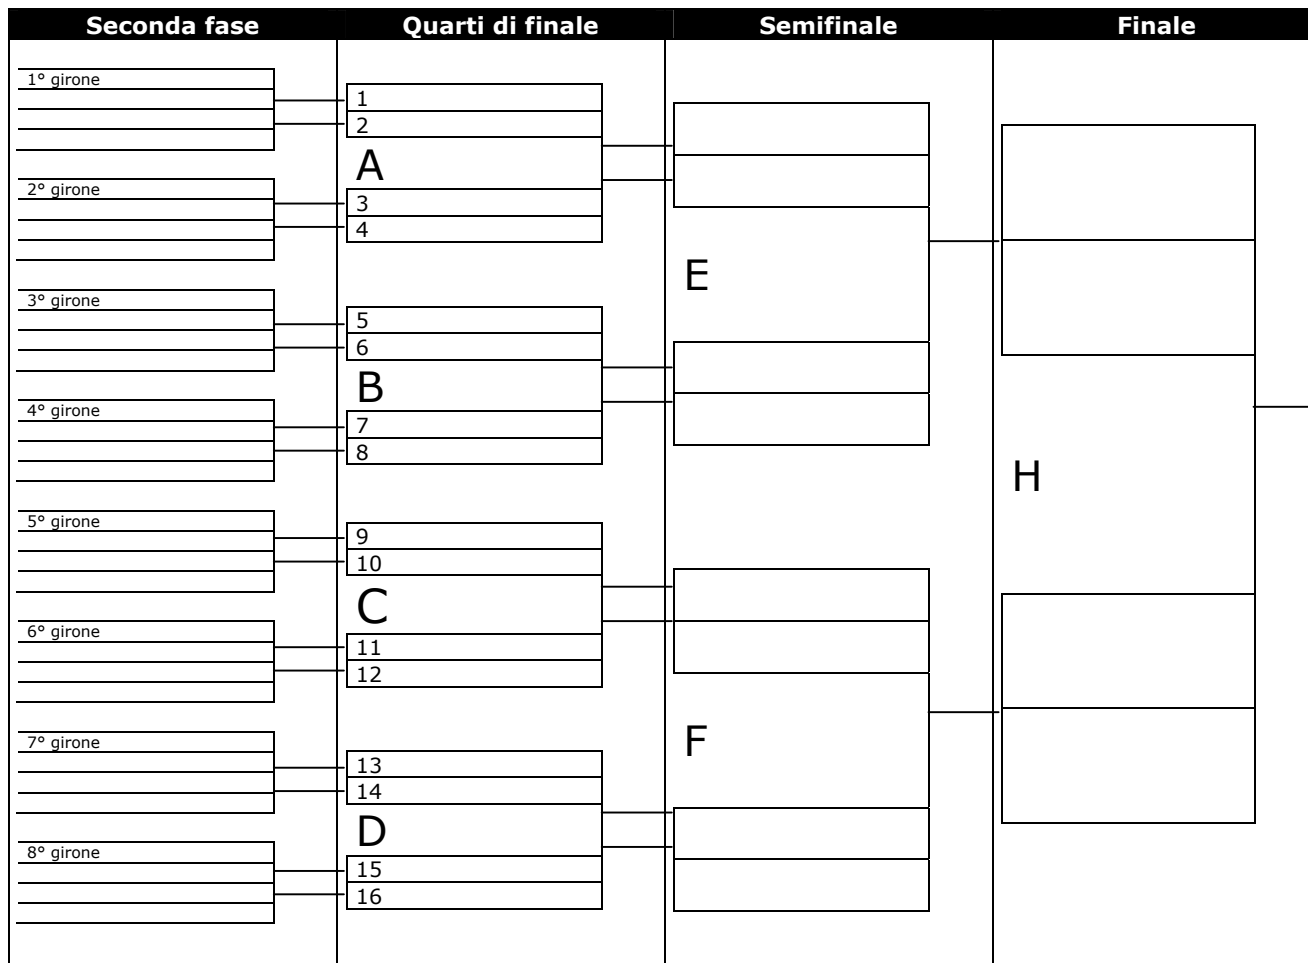 Seconda fase Quarti di finale Semifinale Finale
1° girone
2° girone
3° girone
4° girone
5° girone
6° girone
7° girone
8° girone
1
2
A
3
4
5
6
B
7
8
9
10
C
11
12
13
14
D
15
16
E
F
H